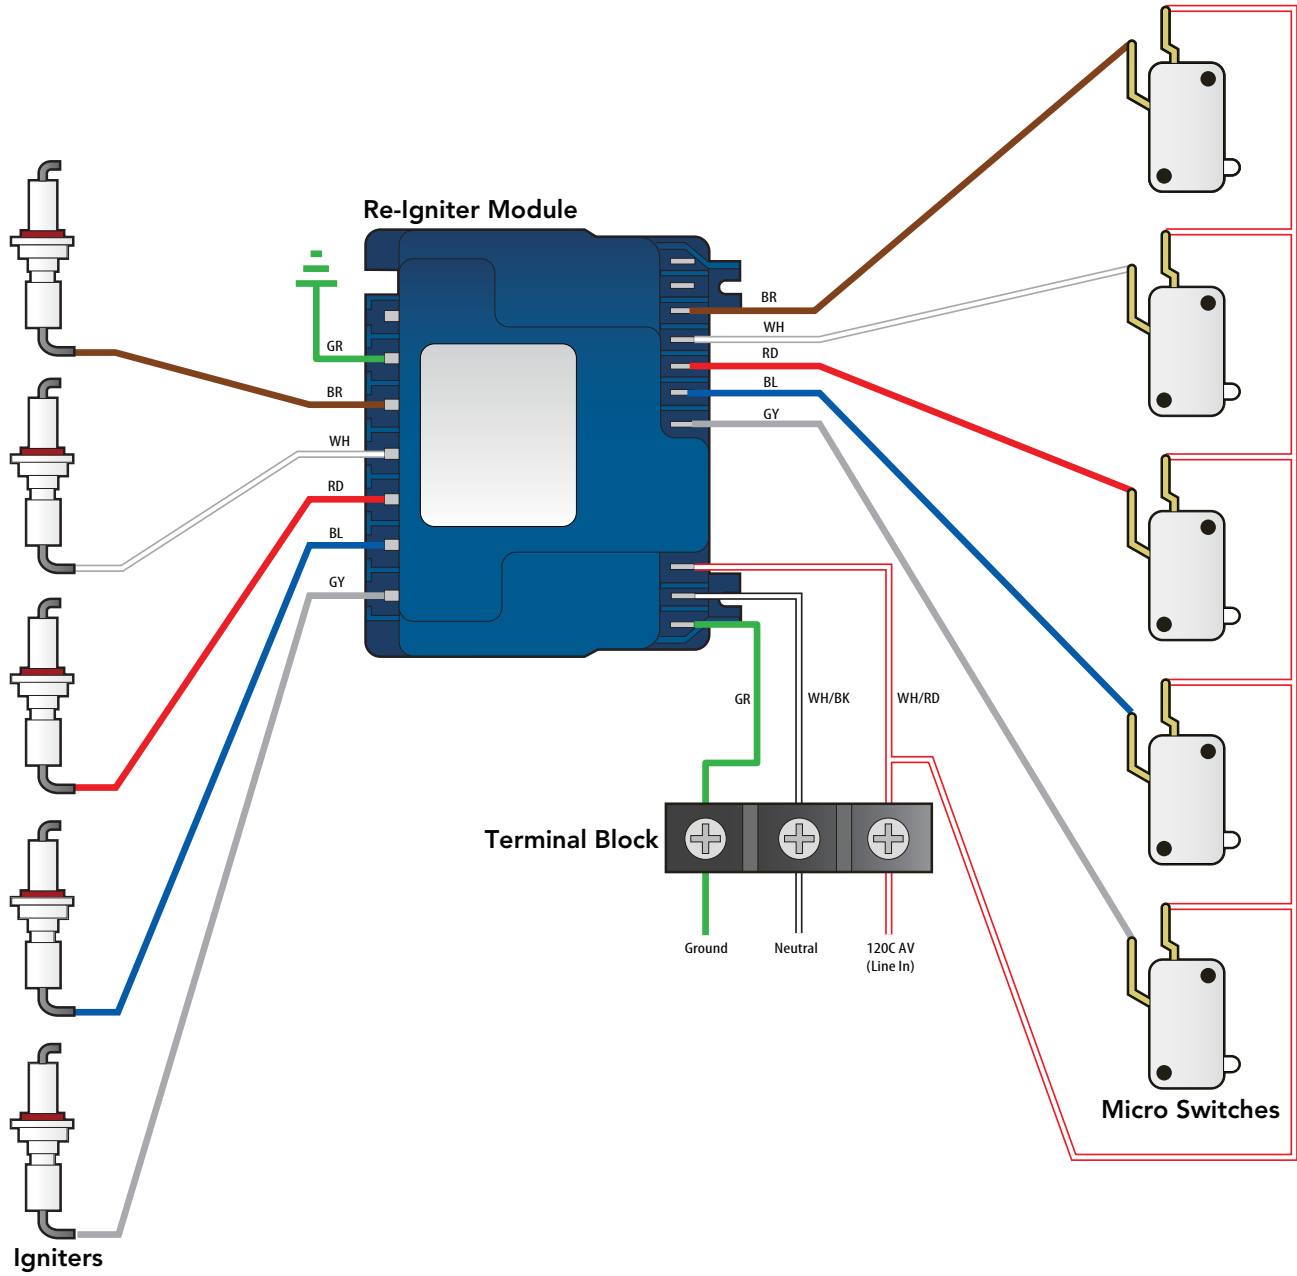 Re-Igniter Module
BR
WH
RD
BL
GY
GR
BR
WH
RD
BL
GY
GR
WH/BK
WH/RD
Terminal Block
Ground
Neutral
120C AV
(Line In)
Micro Switches
Igniters